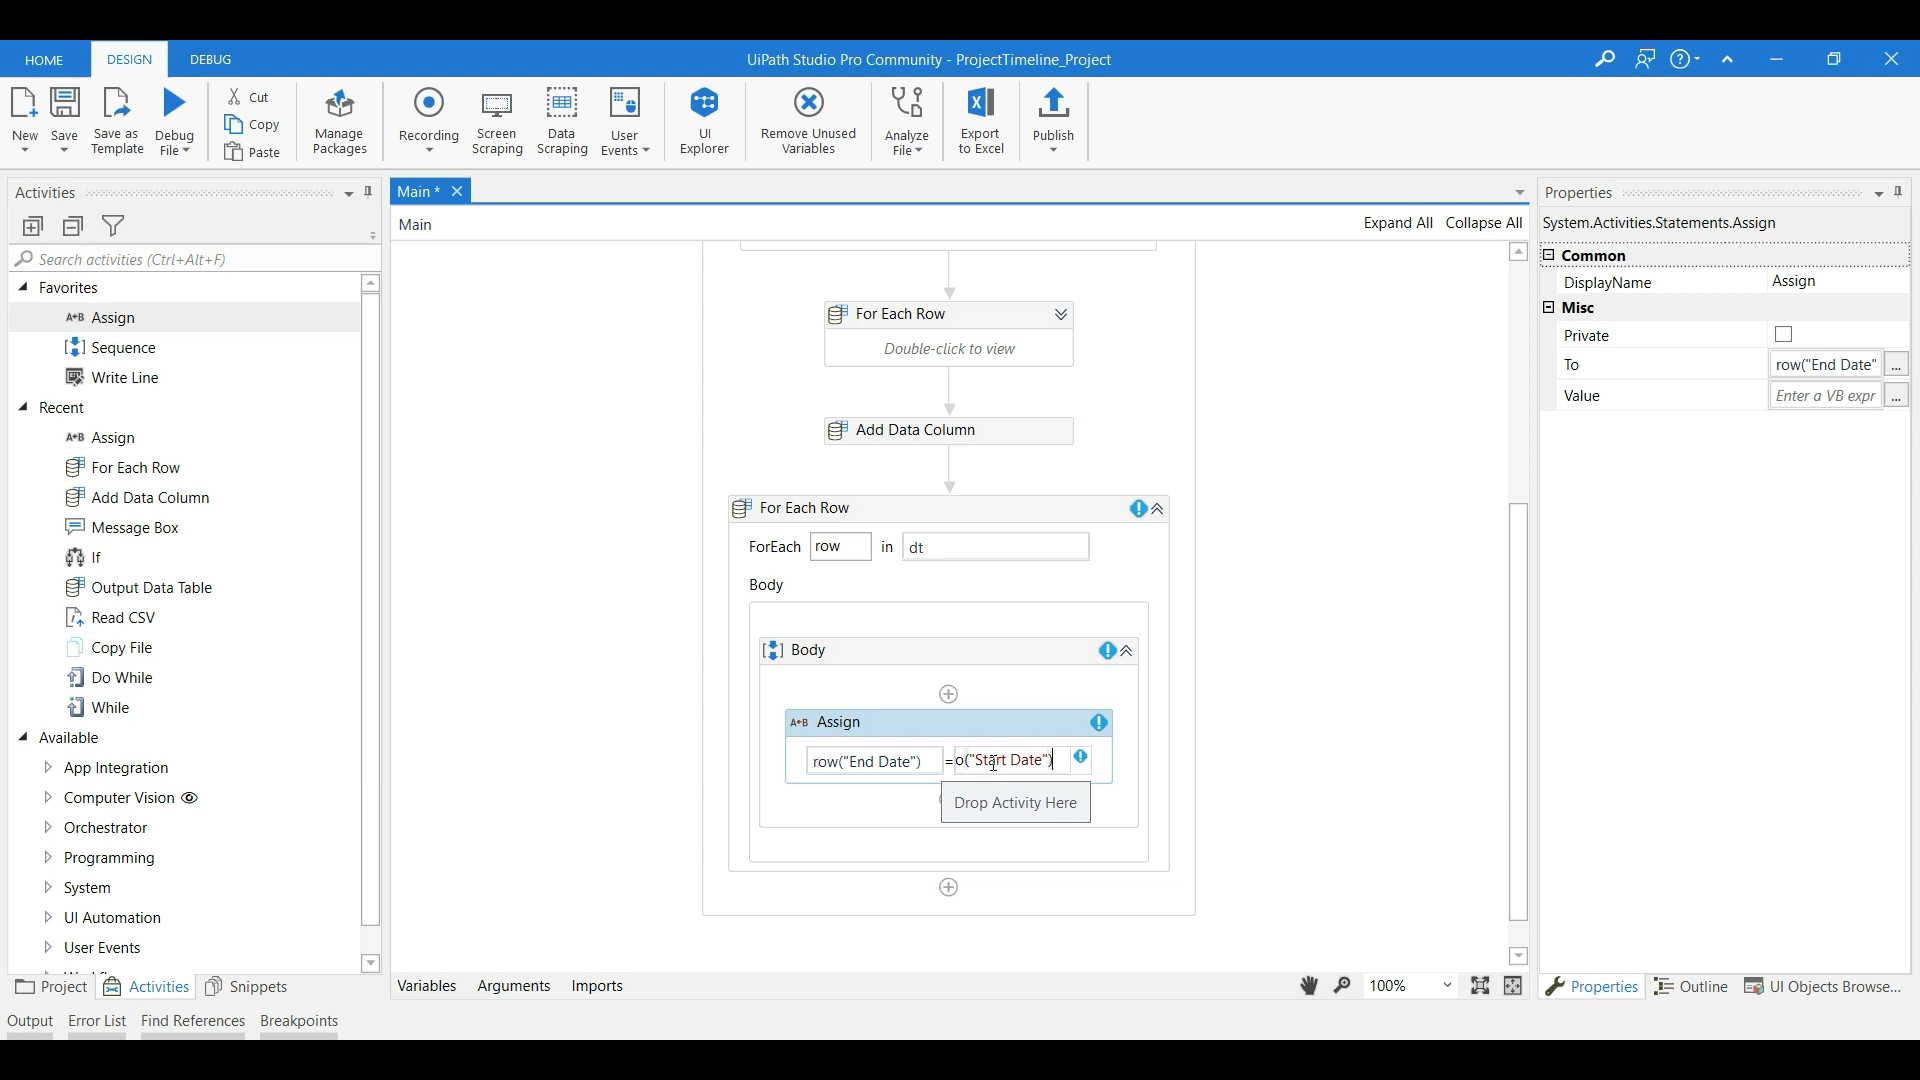 HOME
DESIGN
DEBUG
UiPath Studio Pro Community - ProjectTimeline_Project
New
Save
Save as
Template
Debug
File
Cut
Copy
Paste
Manage
Packages
Recording
Screen
Scraping
Data
Scraping
User
Events
UI
Explorer
Remove Unused
Variables
Analyze
File
Export
to Excel
Publish
Activities
Search activities (Ctrl+Alt+F)
Favorites
A+B Assign
Sequence
Write Line
Recent
A+B Assign
For Each Row
Add Data Column
Message Box
If
Output Data Table
Read CSV
Copy File
Do While
While
Available
App Integration
Computer Vision
Orchestrator
Programming
System
UI Automation
User Events
Project
Activities
Snippets
Main *
Main
Expand All
Collapse All
For Each Row
Double-click to view
Add Data Column
For Each Row
ForEach
row
in
dt
Body
Body
A+B Assign
row("End Date")
=
o("Start Date")
Drop Activity Here
Variables
Arguments
Imports
100%
Properties
System.Activities.Statements.Assign
Common
DisplayName
Assign
Misc
Private
To
row("End Date"
...
Value
Enter a VB expr
...
Properties
Outline
UI Objects Browse...
Output
Error List
Find References
Breakpoints